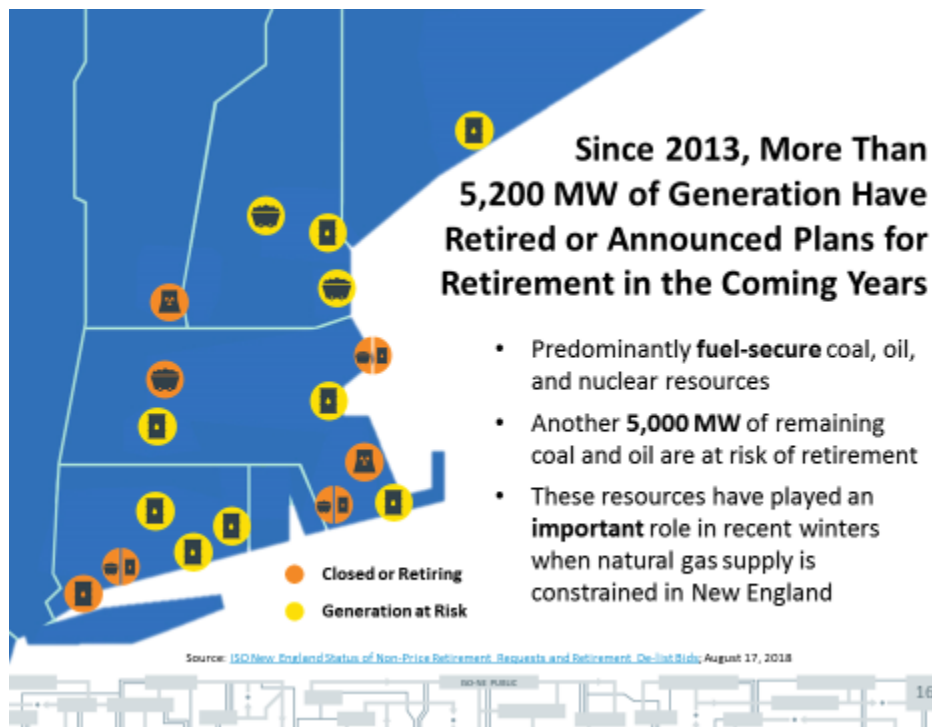 Since 2013, More Than
5,200 MW of Generation Have
Retired or Announced Plans for
Retirement in the Coming Years
• Predominantly fuel-secure coal, oil,
and nuclear resources
• Another 5,000 MW of remaining
coal and oil are at risk of retirement
• These resources have played an
important role in recent winters
when natural gas supply is
constrained in New England
Closed or Retiring
Generation at Risk
Source: ISO New England Status of Non-Price Retirement Requests and Retirement De-list Bids; August 17, 2018
ISO-NE PUBLIC
16